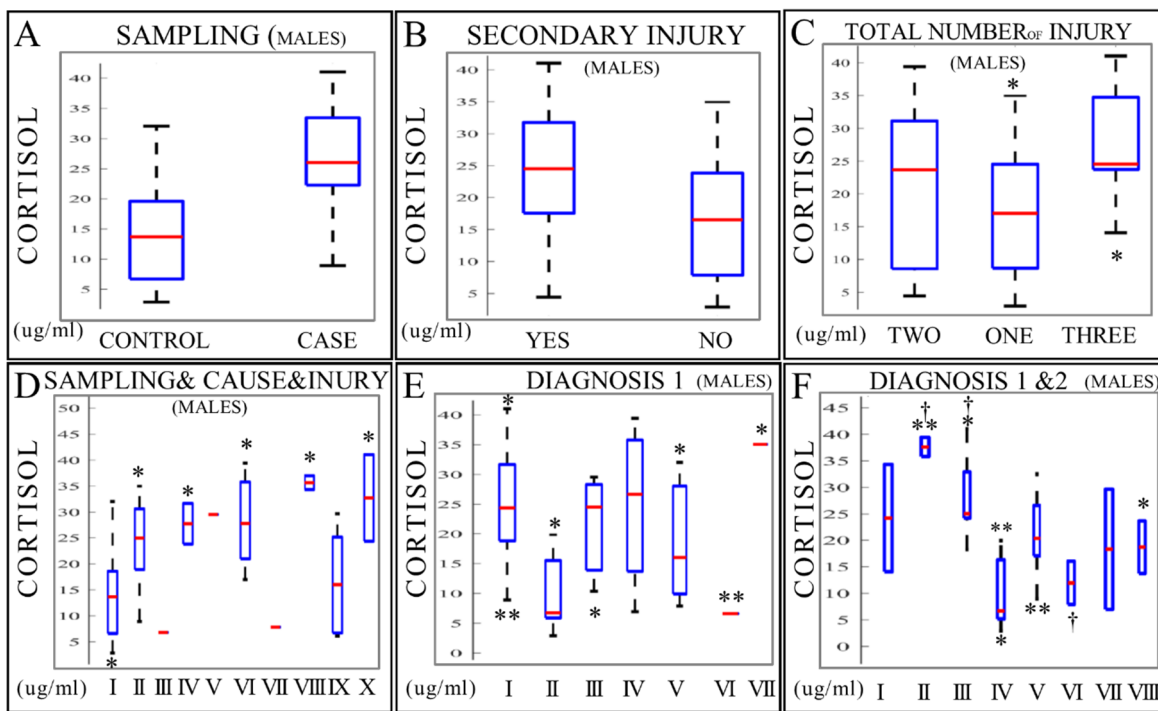 A SAMPLING (MALES)
CORTISOL
40
35
30
25
20
15
10
5
(ug/ml)
CONTROL CASE
B SECONDARY INJURY
(MALES)
CORTISOL
40
35
30
25
20
15
10
5
YES NO
C TOTAL NUMBER OF INJURY
(MALES)
CORTISOL
40
35
30
25
20
15
10
5
*
*
(ug/ml)
TWO ONE THREE
D SAMPLING& CAUSE&INURY
(MALES)
CORTISOL
50
45
40
35
30
25
20
15
10
5
* * * * *
*
(ug/ml)
I II III IV V VI VII VIII IX X
E DIAGNOSIS 1 (MALES)
CORTISOL
40
35
30
25
20
15
10
5
0
* * * *
** * **
(ug/ml)
I II III IV V VI VII
F DIAGNOSIS 1 &2 (MALES)
CORTISOL
45
40
35
30
25
20
15
10
5
0
† †
** * ** *
* ** †
(ug/ml)
I II III IV V VI VII VIII